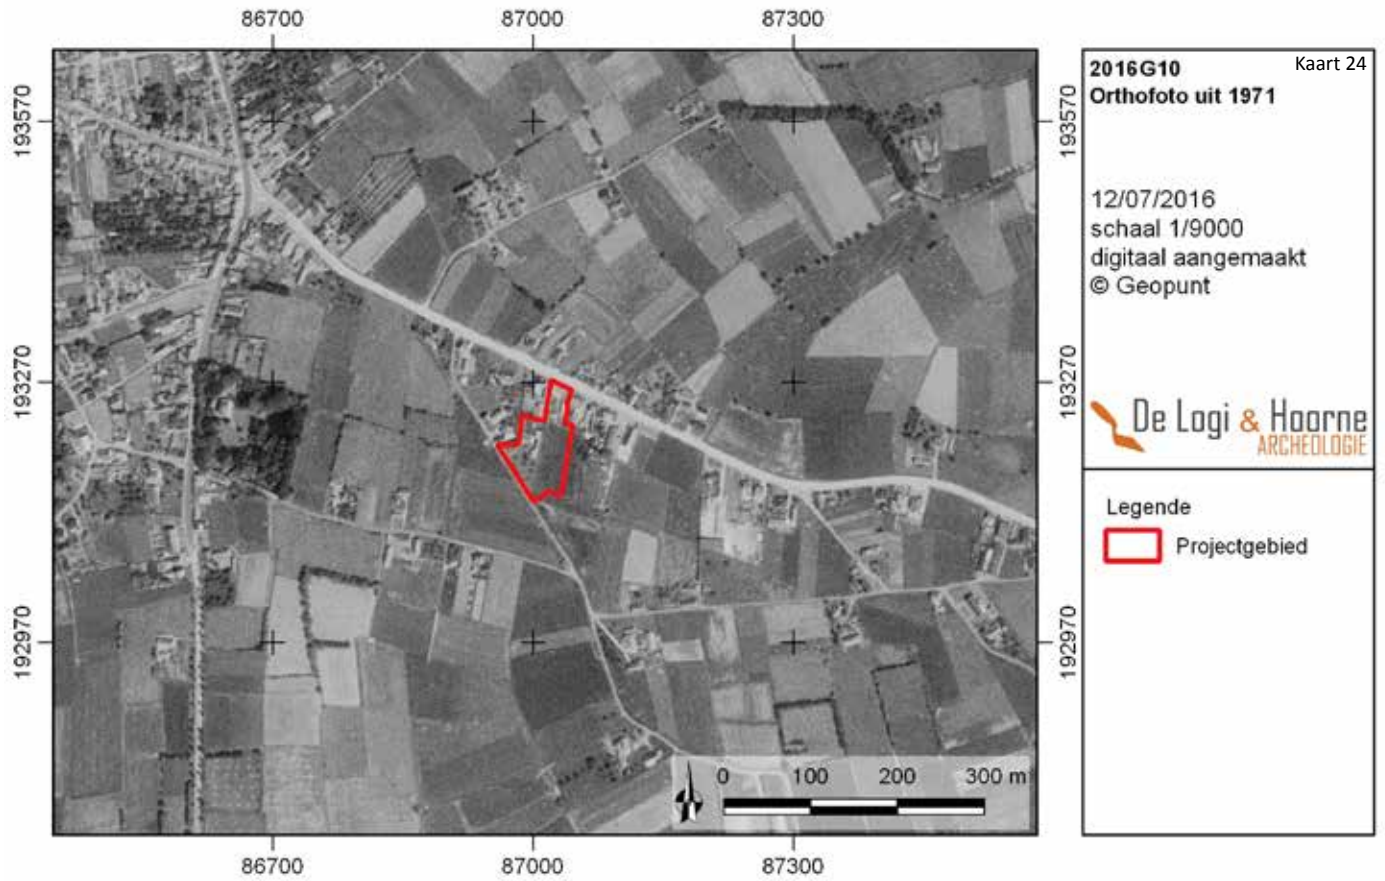 86700 87000 87300
193570 193570
193270 193270
192970 192970
0 100 200 300 m
86700 87000 87300
2016G10 Kaart 24
Orthofoto uit 1971
12/07/2016
schaal 1/9000
digitaal aangemaakt
© Geopunt
De Logi & Hoorne
ARCHEOLOGIE
Legende
Projectgebied